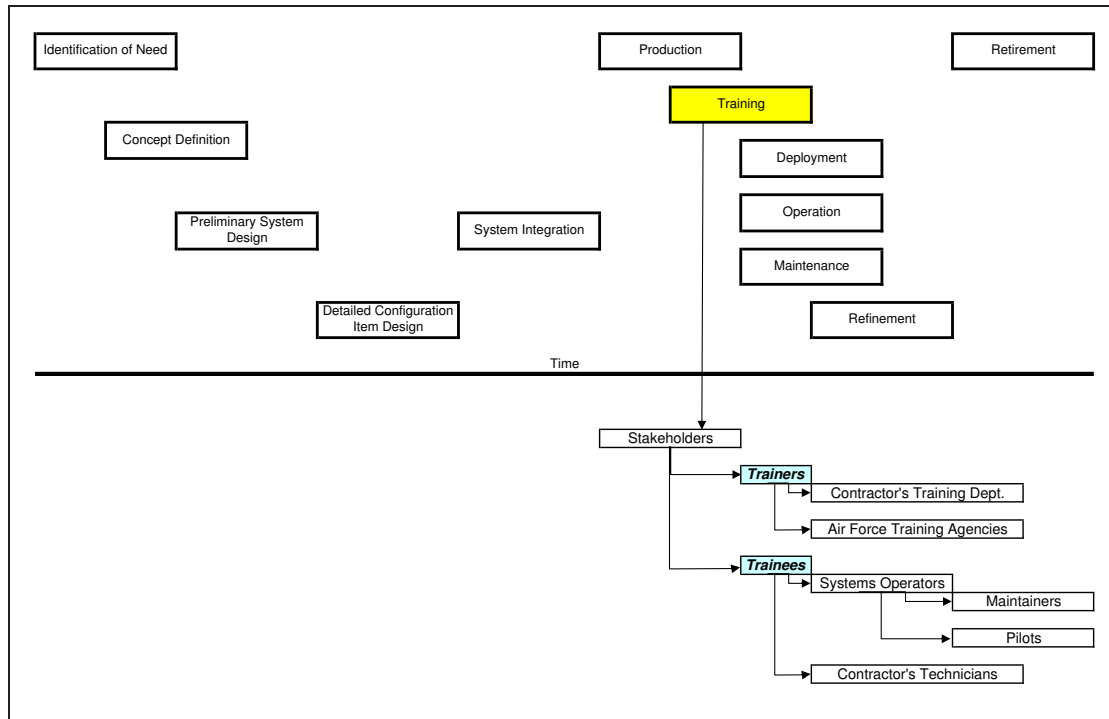 Identification of Need
Production
Retirement
Training
Concept Definition
Deployment
Preliminary System
Design
System Integration
Operation
Maintenance
Detailed Configuration
Item Design
Refinement
Time
Stakeholders
Trainers
Contractor's Training Dept.
Air Force Training Agencies
Trainees
Systems Operators
Maintainers
Pilots
Contractor's Technicians